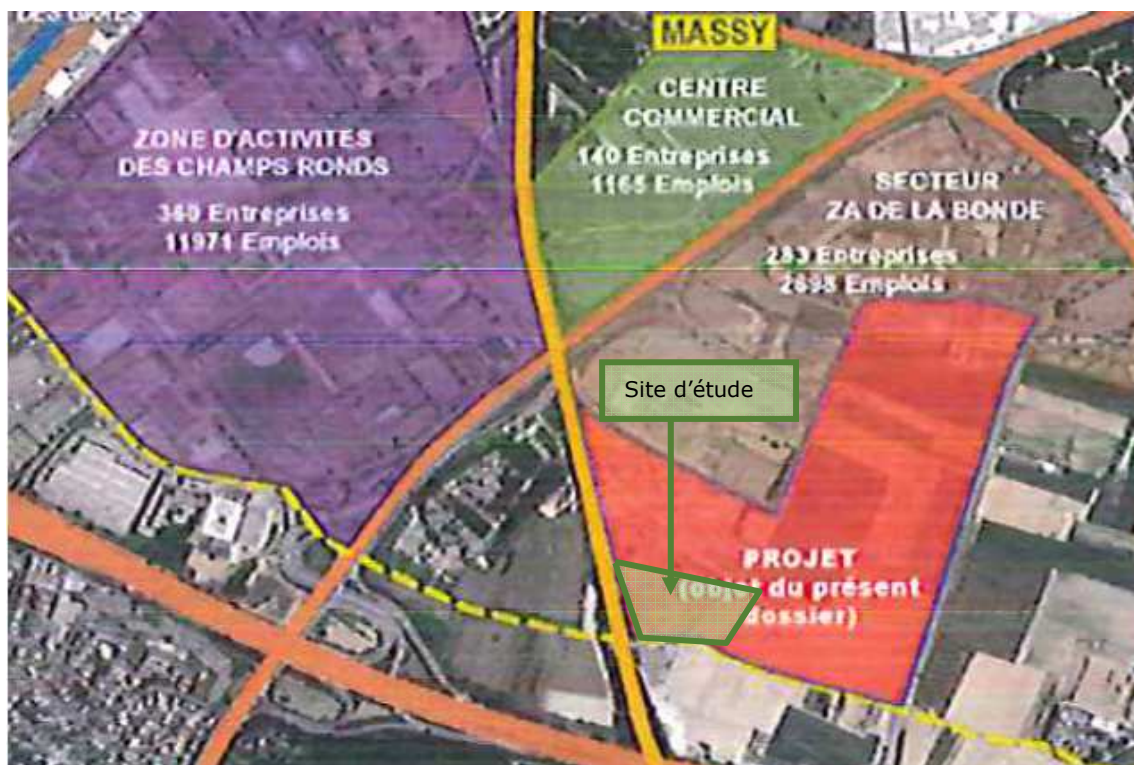 MASSY
CENTRE
COMMERCIAL
140 Entreprises
1165 Emplois
ZONE D'ACTIVITES
DES CHAMPS RONDS
360 Entreprises
11971 Emplois
SECTEUR
ZA DE LA BONDE
283 Entreprises
2698 Emplois
Site d'étude
PROJET
du présent
dossier)